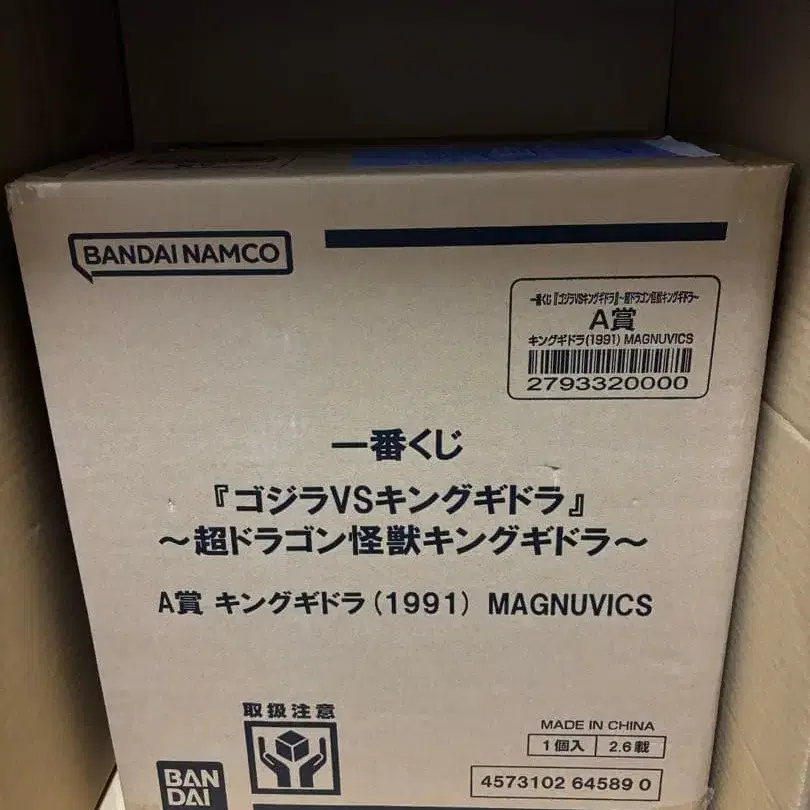 BANDAI NAMCO
一番くじ『ゴジラVSキングギドラ』~超ドラゴン怪獣キングギドラ~
A賞
キングギドラ(1991) MAGNUVICS
2793320000
一番くじ
『ゴジラVSキングギドラ』
~超ドラゴン怪獣キングギドラ~
A賞 キングギドラ(1991) MAGNUVICS
取扱注意
MADE IN CHINA
1個入 2.6載
4573102 64589 0
BAN
DAI